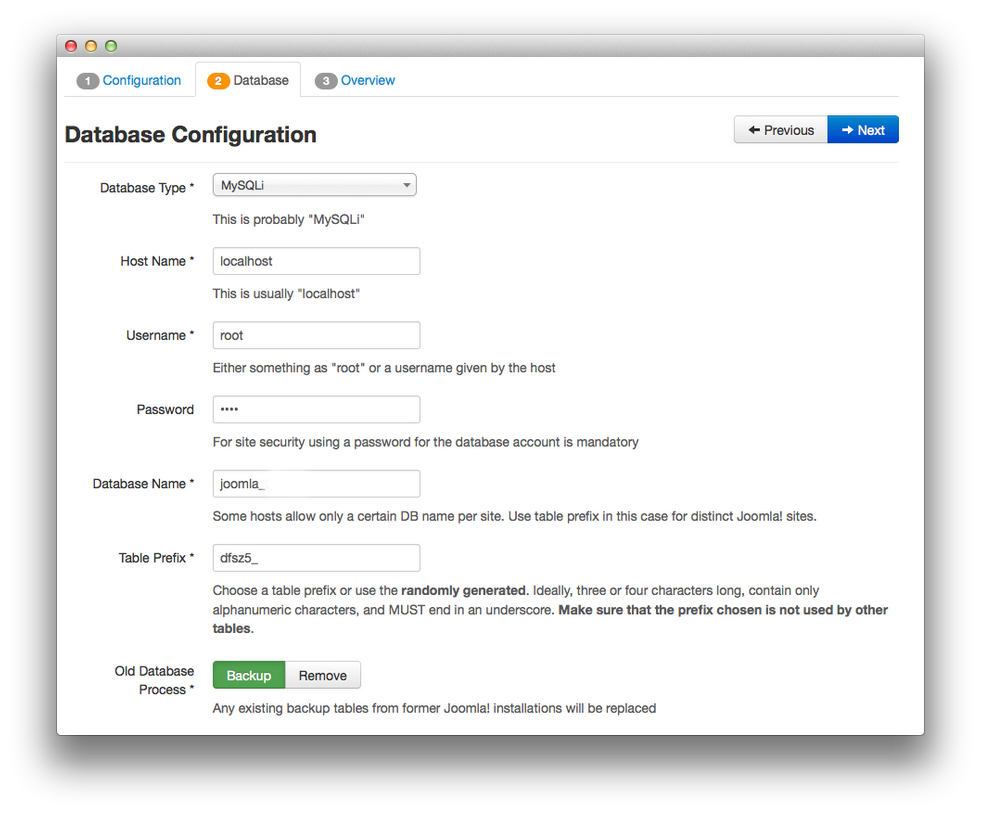 1 Configuration 2 Database 3 Overview
Database Configuration
Previous Next
Database Type * MySQLi
This is probably "MySQLi"
Host Name * localhost
This is usually "localhost"
Username * root
Either something as "root" or a username given by the host
Password ••••
For site security using a password for the database account is mandatory
Database Name * joomla_
Some hosts allow only a certain DB name per site. Use table prefix in this case for distinct Joomla! sites.
Table Prefix * dfsz5_
Choose a table prefix or use the randomly generated. Ideally, three or four characters long, contain only
alphanumeric characters, and MUST end in an underscore. Make sure that the prefix chosen is not used by other
tables.
Old Database
Process *
Backup Remove
Any existing backup tables from former Joomla! installations will be replaced